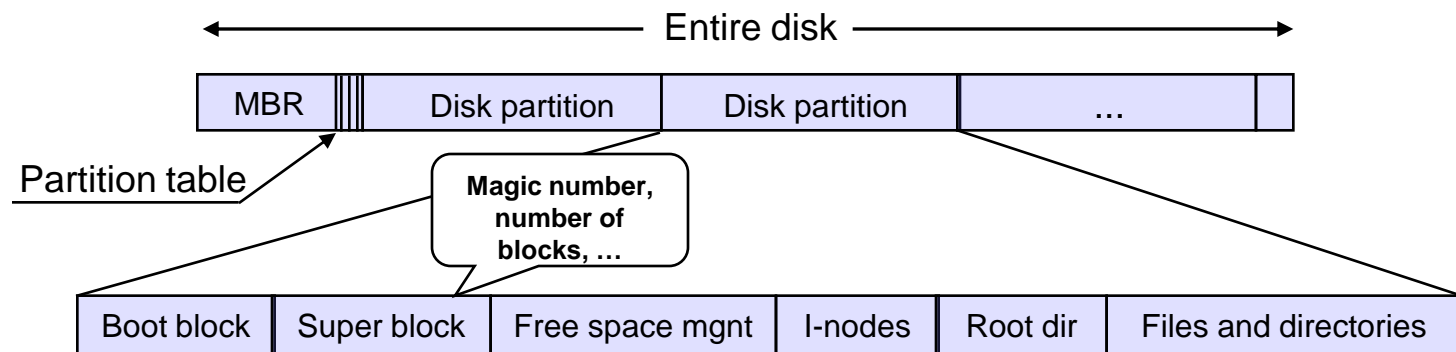 Entire disk
MBR Disk partition Disk partition ...
Partition table
Magic number,
number of
blocks, …
Boot block Super block Free space mgnt I-nodes Root dir Files and directories